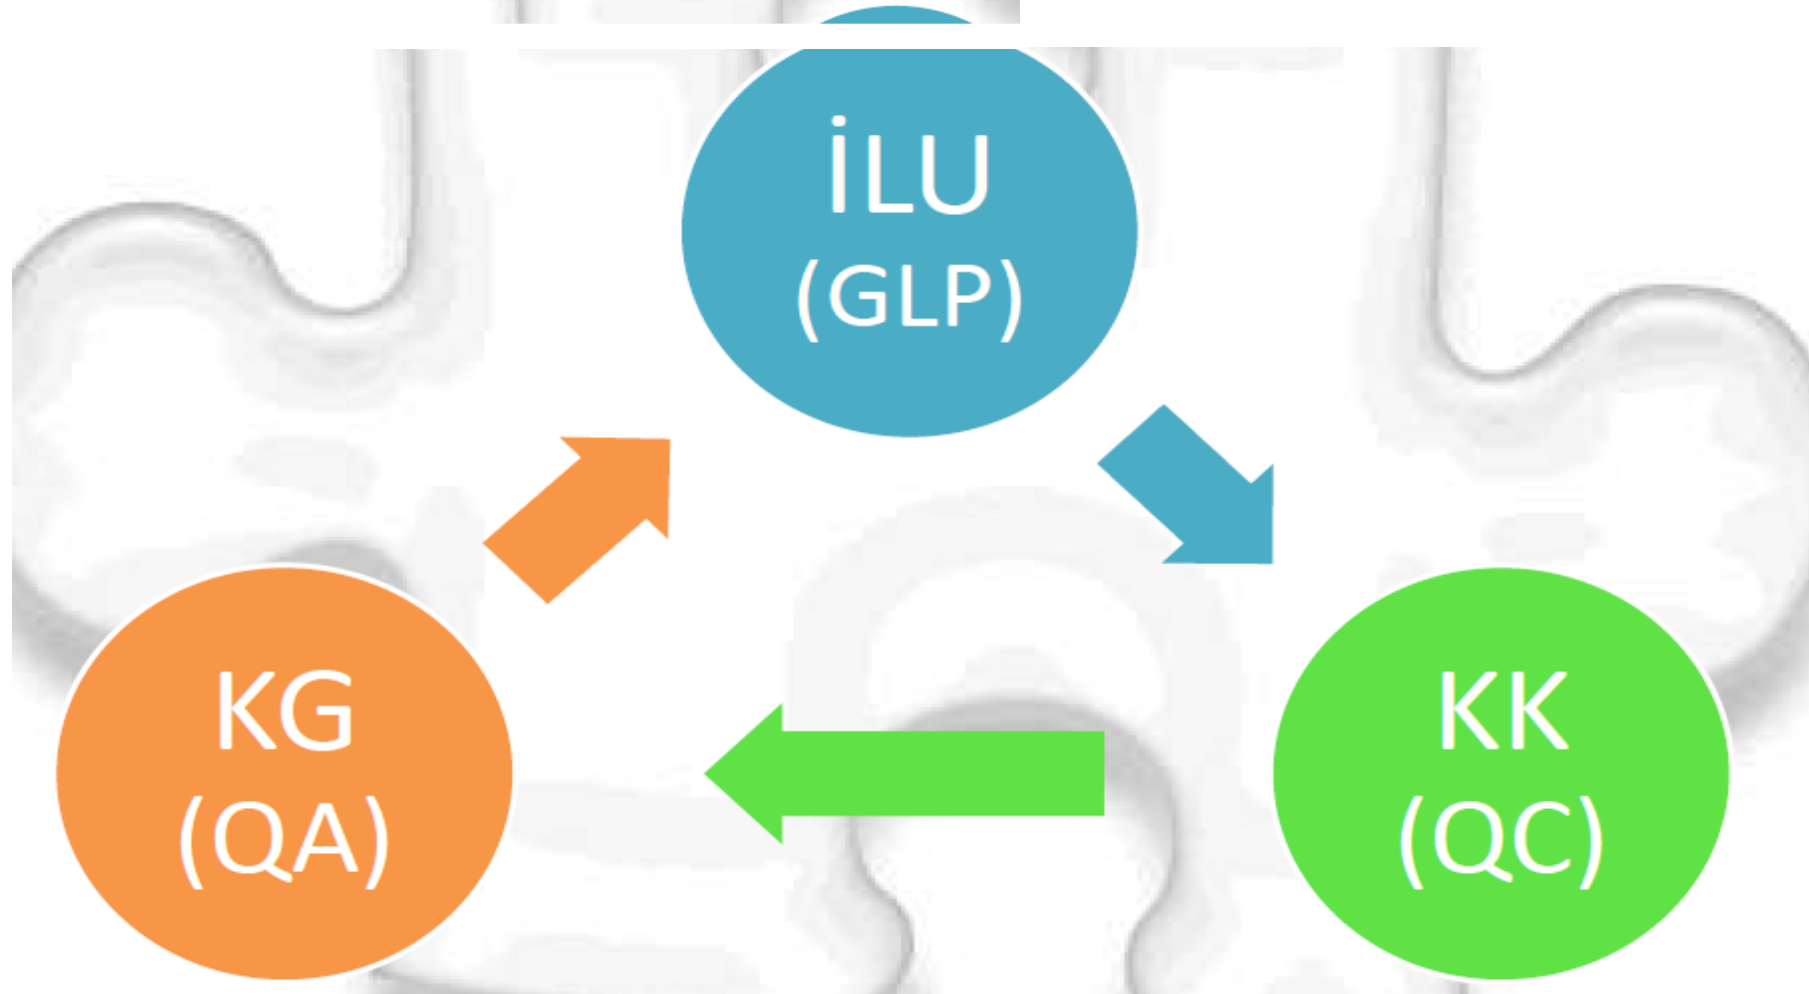 İLU
(GLP)
KG
(QA)
KK
(QC)